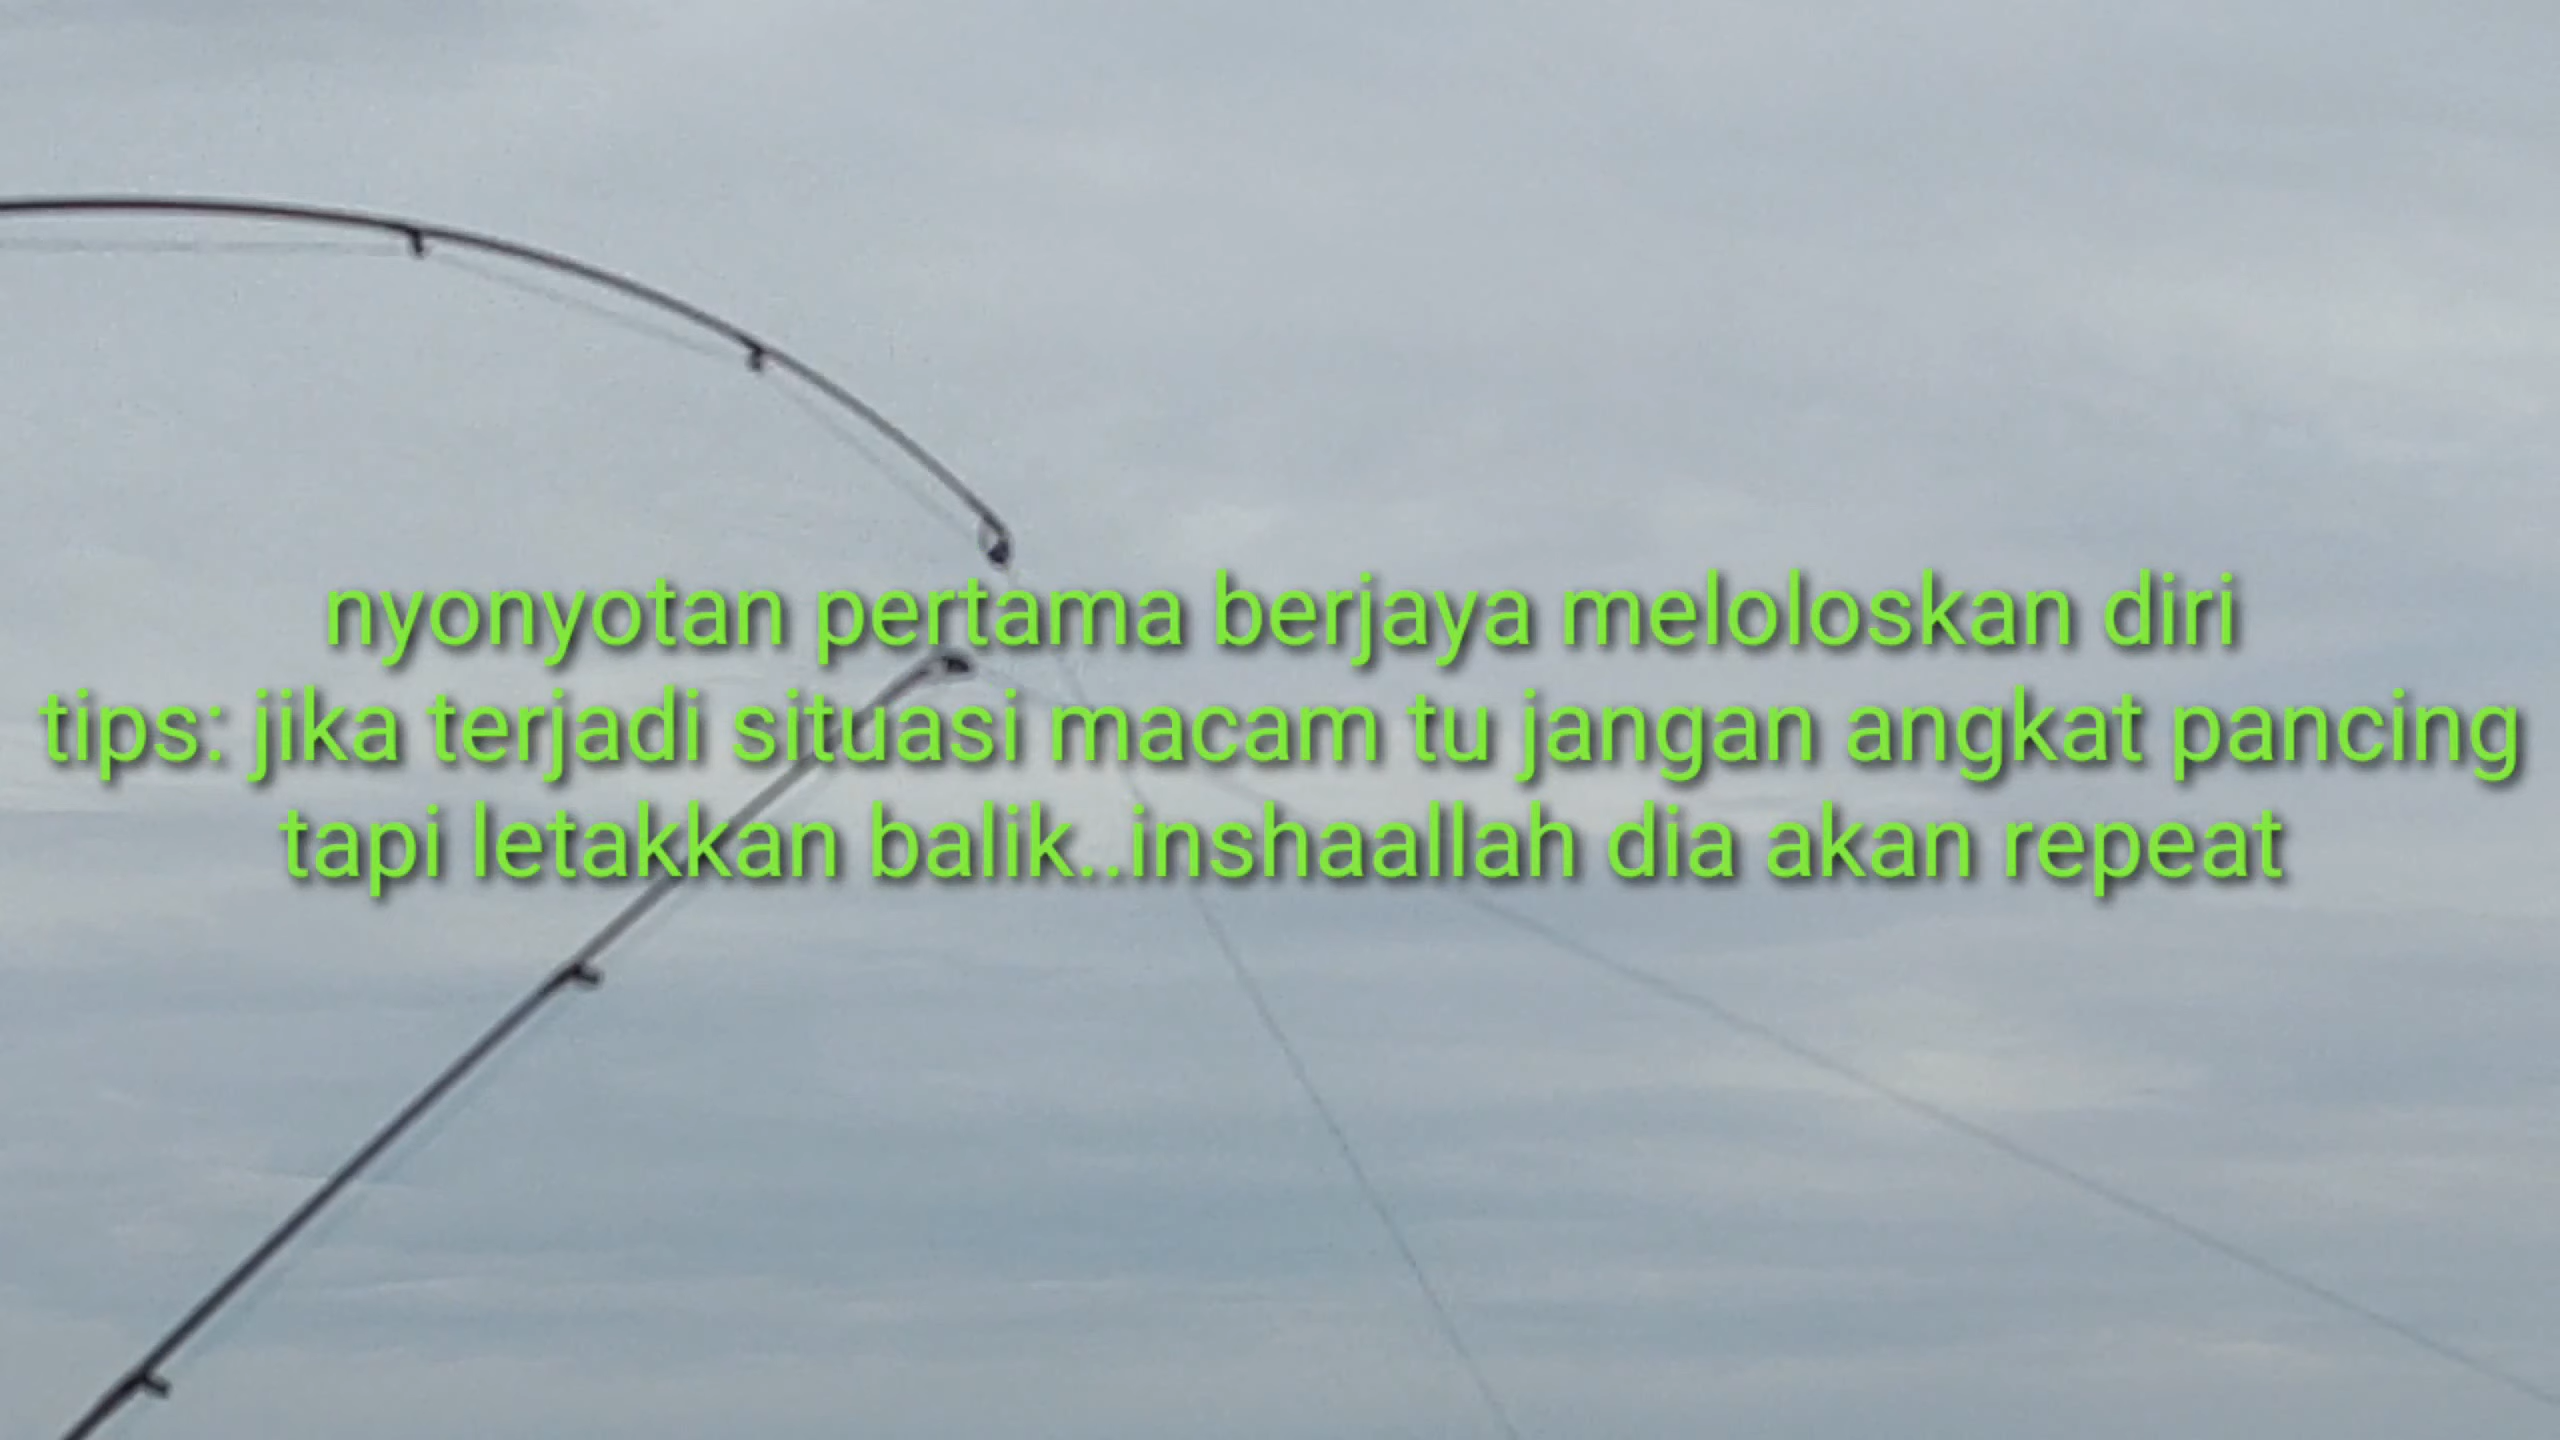 nyonyotan pertama berjaya meloloskan diri
tips: jika terjadi situasi macam tu jangan angkat pancing
tapi letakkan balik..inshaallah dia akan repeat